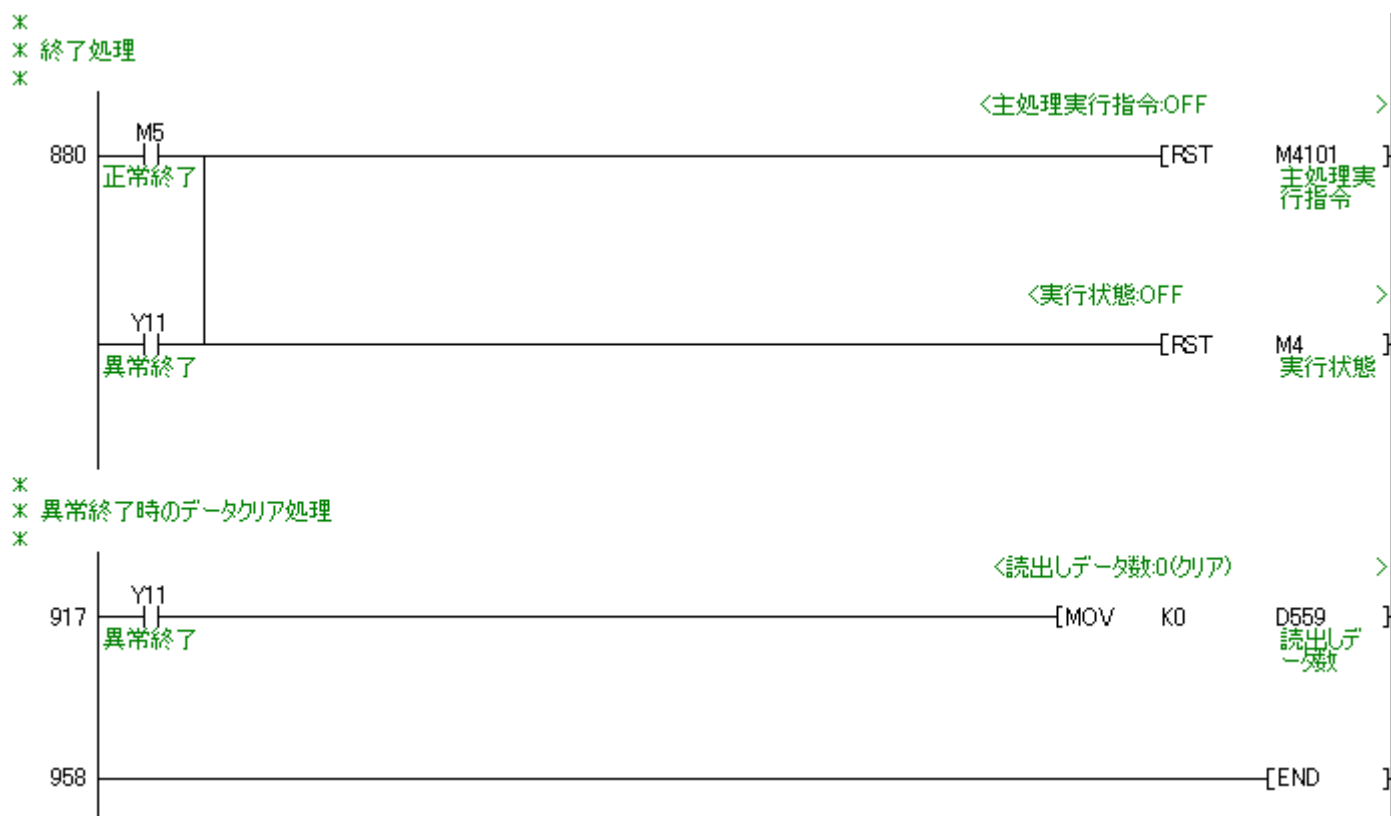 *
* 終了処理
*
<主処理実行指令:OFF >
M5
880 [RST M4101 ]
正常終了 主処理実
行指令
<実行状態:OFF >
Y11
[RST M4 ]
異常終了 実行状態
*
* 異常終了時のデータクリア処理
*
<読出しデータ数:0(クリア) >
Y11
917 [MOV K0 D559 ]
異常終了 読出しデ
ータ数
958 [END ]